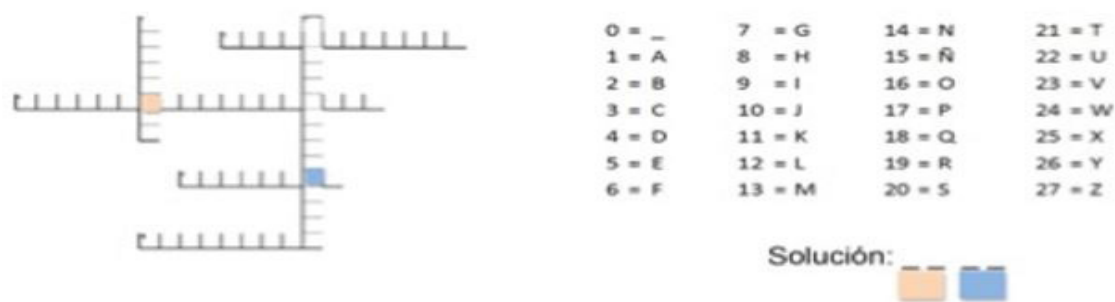 0 = _ 7 = G 14 = N 21 = T
1 = A 8 = H 15 = Ñ 22 = U
2 = B 9 = I 16 = O 23 = V
3 = C 10 = J 17 = P 24 = W
4 = D 11 = K 18 = Q 25 = X
5 = E 12 = L 19 = R 26 = Y
6 = F 13 = M 20 = S 27 = Z
Solución: _ _ _ _